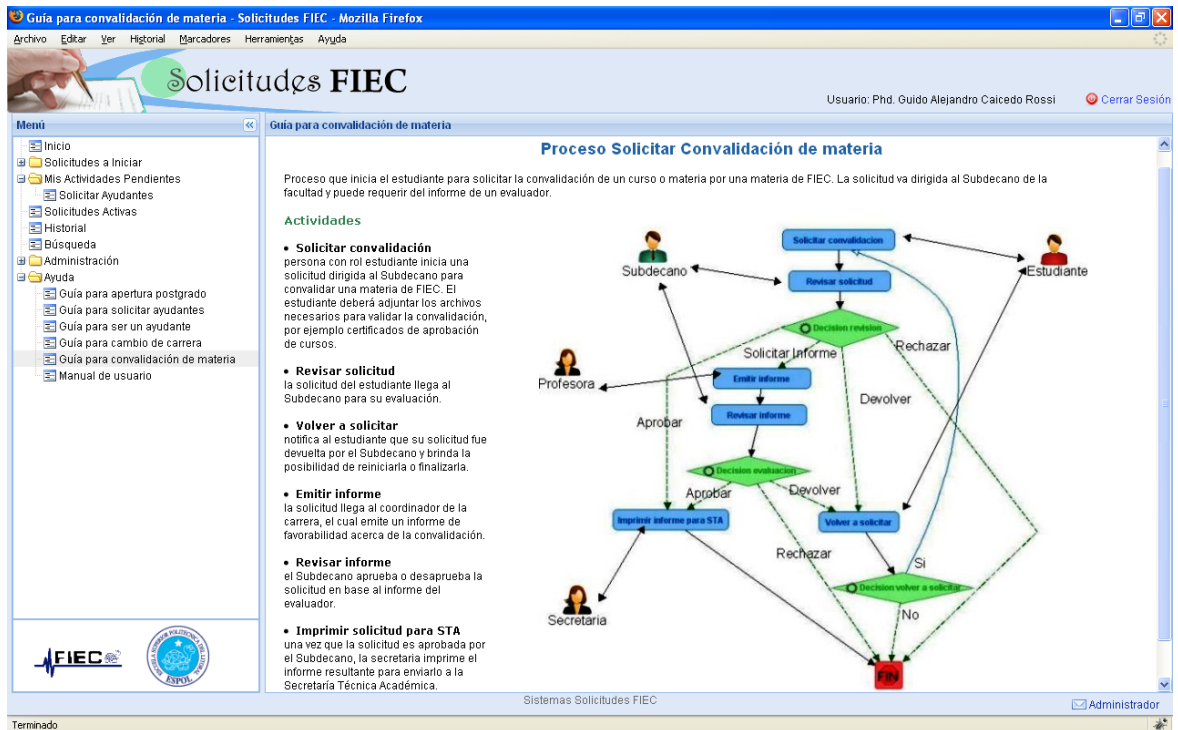 Guía para convalidación de materia - Solicitudes FIEC - Mozilla Firefox
Archivo Editar Ver Historial Marcadores Herramientas Ayuda
Solicitudes FIEC
Usuario: Phd. Guido Alejandro Caicedo Rossi
Cerrar Sesión
Menú
Inicio
Solicitudes a Iniciar
Mis Actividades Pendientes
Solicitar Ayudantes
Solicitudes Activas
Historial
Búsqueda
Administración
Ayuda
Guía para apertura postgrado
Guía para solicitar ayudantes
Guía para ser un ayudante
Guía para cambio de carrera
Guía para convalidación de materia
Manual de usuario
FIEC
ESCUELA SUPERIOR POLITECNICA DEL LITORAL
ESPOL
Guía para convalidación de materia
Proceso Solicitar Convalidación de materia
Proceso que inicia el estudiante para solicitar la convalidación de un curso o materia por una materia de FIEC. La solicitud va dirigida al Subdecano de la
facultad y puede requerir del informe de un evaluador.
Actividades
• Solicitar convalidación
persona con rol estudiante inicia una
solicitud dirigida al Subdecano para
convalidar una materia de FIEC. El
estudiante deberá adjuntar los archivos
necesarios para validar la convalidación,
por ejemplo certificados de aprobación
de cursos.
• Revisar solicitud
la solicitud del estudiante llega al
Subdecano para su evaluación.
• Volver a solicitar
notifica al estudiante que su solicitud fue
devuelta por el Subdecano y brinda la
posibilidad de reiniciarla o finalizarla.
• Emitir informe
la solicitud llega al coordinador de la
carrera, el cual emite un informe de
favorabilidad acerca de la convalidación.
• Revisar informe
el Subdecano aprueba o desaprueba la
solicitud en base al informe del
evaluador.
• Imprimir solicitud para STA
una vez que la solicitud es aprobada por
el Subdecano, la secretaria imprime el
informe resultante para enviarlo a la
Secretaría Técnica Académica.
Solicitar convalidacion
Subdecano
Estudiante
Revisar solicitud
Decision revision
Solicitar Informe
Rechazar
Profesora
Emitir informe
Devolver
Revisar informe
Aprobar
Decision evaluacion
Aprobar
Devolver
Imprimir informe para STA
Volver a solicitar
Rechazar
Si
Decision volver a solicitar
Secretaria
No
FIN
Sistemas Solicitudes FIEC
Administrador
Terminado